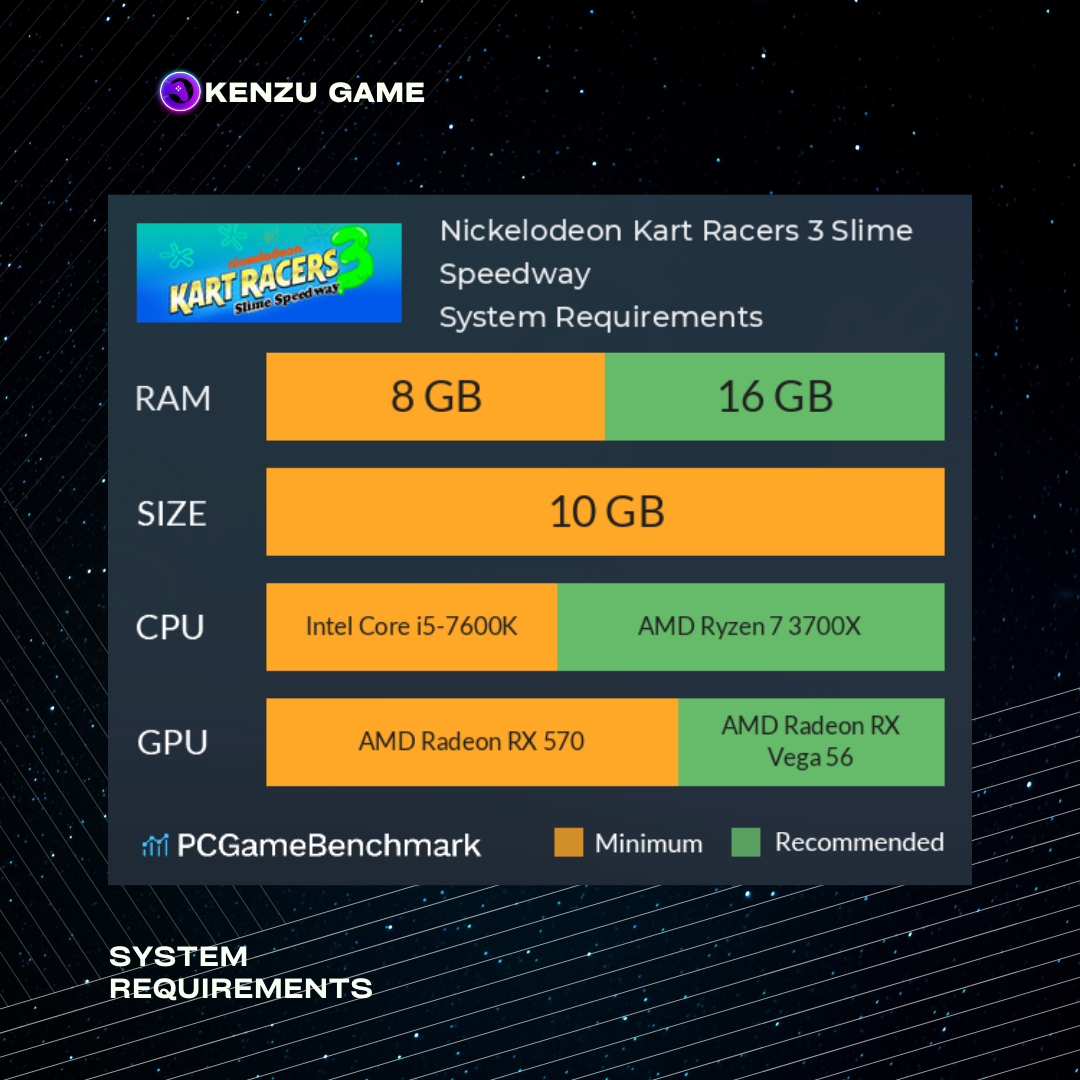 KENZU GAME
nickelodeon
KART RACERS 3
Slime Speedway
Nickelodeon Kart Racers 3 Slime
Speedway
System Requirements
RAM
8 GB
16 GB
SIZE
10 GB
CPU
Intel Core i5-7600K
AMD Ryzen 7 3700X
GPU
AMD Radeon RX 570
AMD Radeon RX
Vega 56
PCGameBenchmark
Minimum
Recommended
SYSTEM
REQUIREMENTS